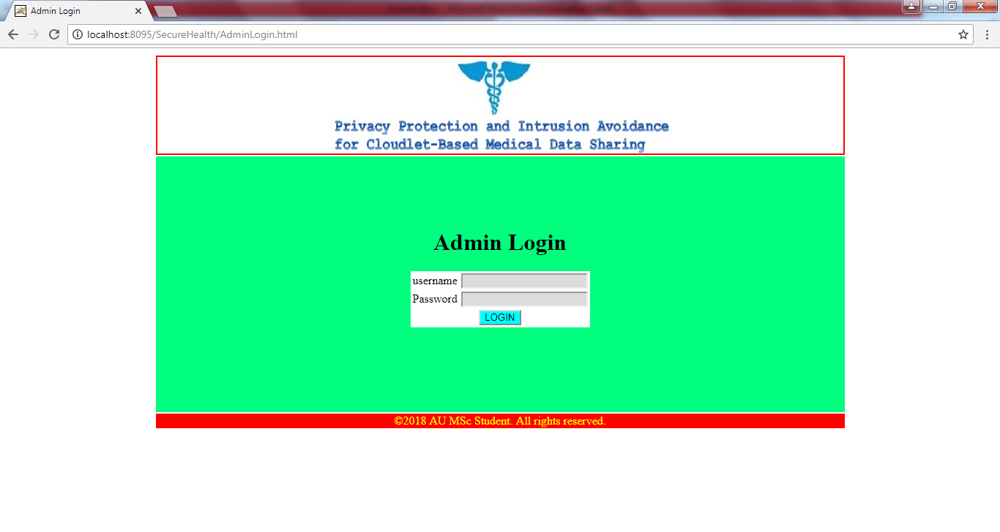 Admin Login
localhost:8095/SecureHealth/AdminLogin.html
Privacy Protection and Intrusion Avoidance
for Cloudlet-Based Medical Data Sharing
Admin Login
username
Password
LOGIN
©2018 AU MSc Student. All rights reserved.